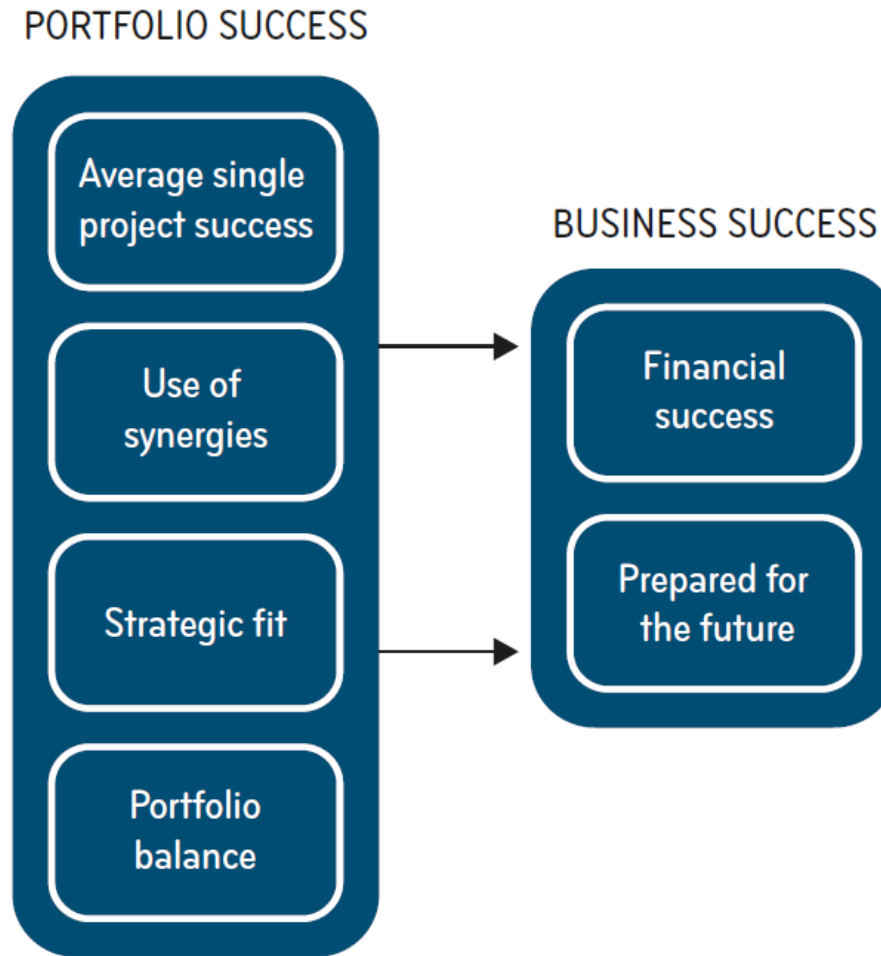 PORTFOLIO SUCCESS
Average single
project success
Use of
synergies
Strategic fit
Portfolio
balance
BUSINESS SUCCESS
Financial
success
Prepared for
the future